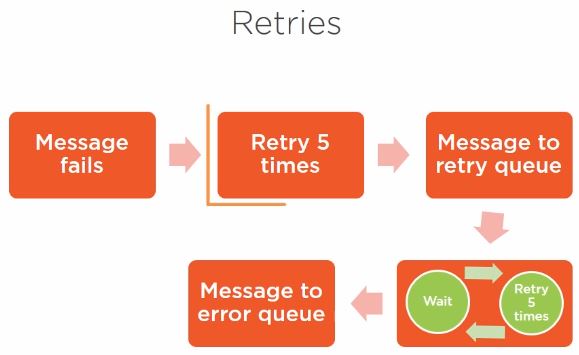 Retries
Message
fails
Retry 5
times
Message to
retry queue
Message to
error queue
Wait
Retry
5
times